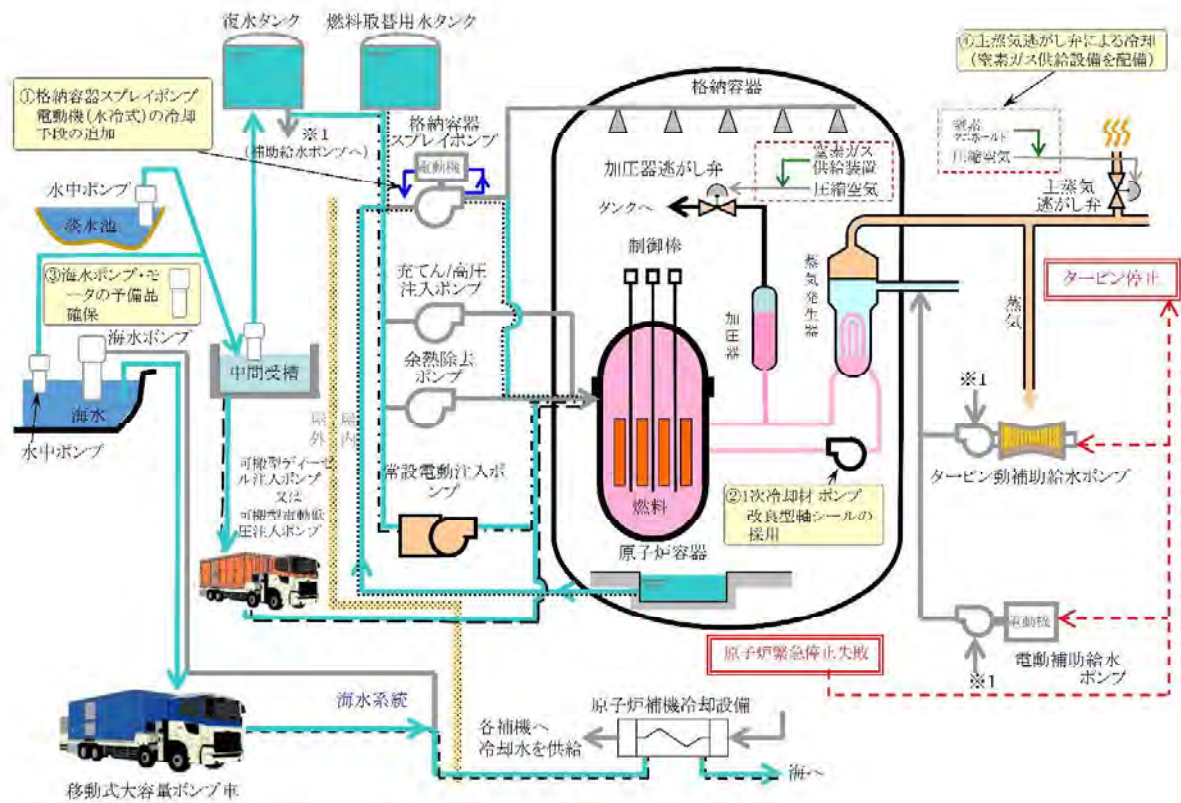 復水タンク
燃料取替用水タンク
①格納容器スプレイポンプ
電動機(水冷式)の冷却
手段の追加
※1
(補助給水ポンプへ)
格納容器
スプレイポンプ
電動機
格納容器
④主蒸気逃がし弁による冷却
(窒素ガス供給設備を配備)
窒素
マニホールド
圧縮空気
主蒸気
逃がし弁
加圧器逃がし弁
窒素ガス
供給装置
圧縮空気
タンクへ
水中ポンプ
淡水池
③海水ポンプ・モ
ータの予備品
確保
海水ポンプ
海水
水中ポンプ
中間受槽
充てん/高圧
注入ポンプ
余熱除去
ポンプ
屋外
屋内
常設電動注入ポ
ンプ
可搬型ディーゼ
ル注入ポンプ
又は
可搬型電動低
圧注入ポンプ
制御棒
加圧器
蒸気発生器
燃料
原子炉容器
②1次冷却材ポンプ
改良型軸シールの
採用
タービン停止
蒸気
※1
タービン動補助給水ポンプ
電動機
※1
電動補助給水
ポンプ
原子炉緊急停止失敗
海水系統
原子炉補機冷却設備
各補機へ
冷却水を供給
海へ
移動式大容量ポンプ車